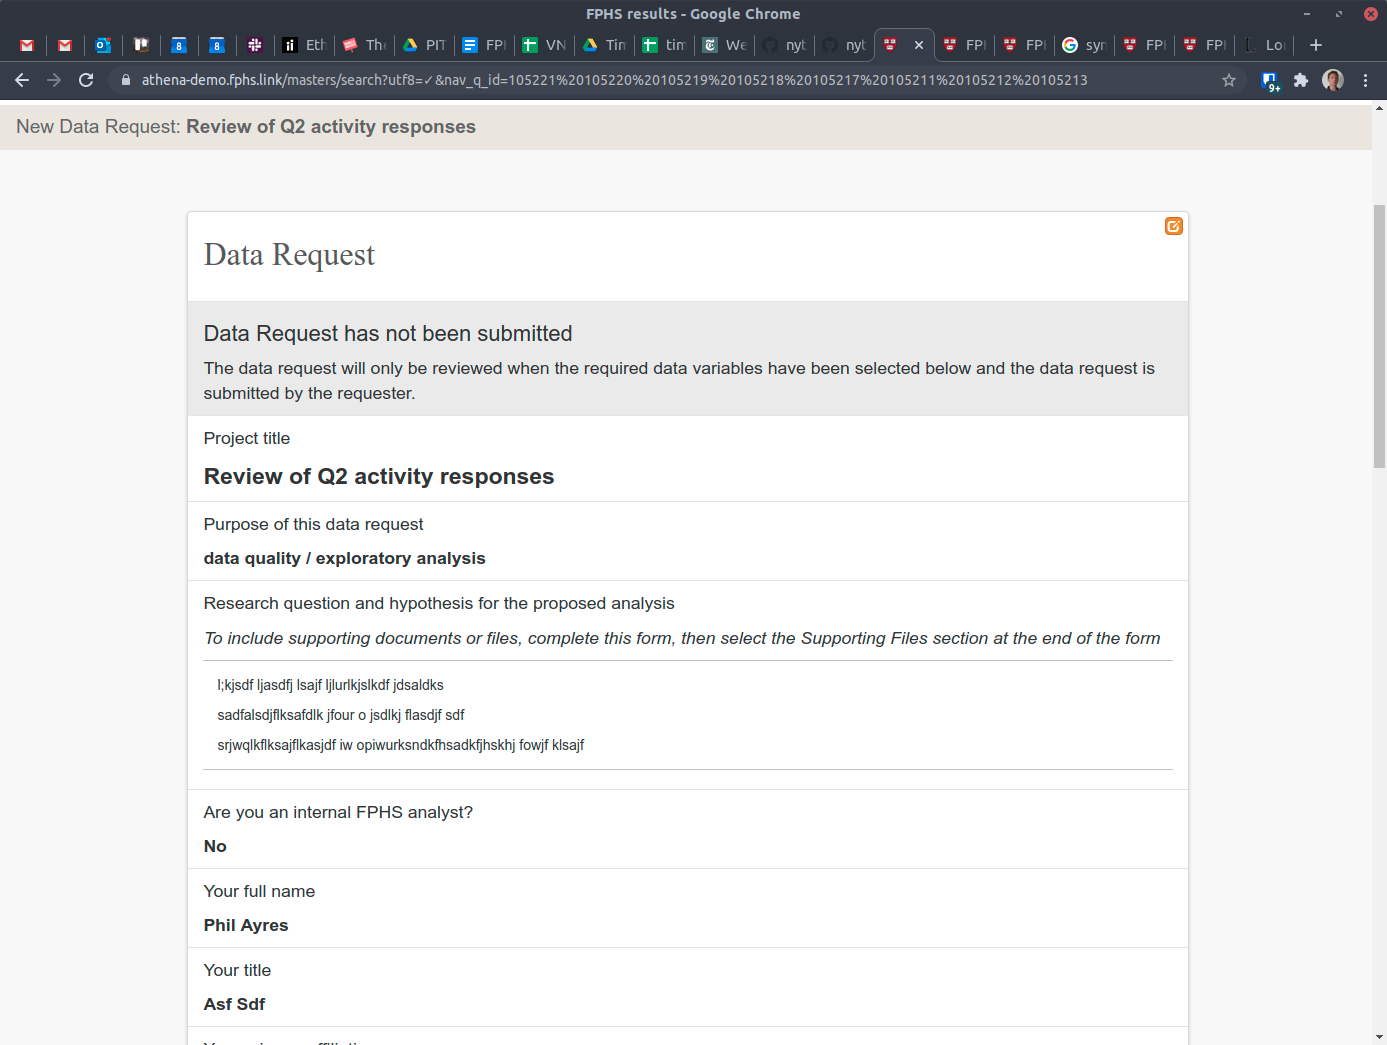 FPHS results - Google Chrome
Eth
The
PIT
FPI
VN
Tim
tim
We
nyt
nyt
FPI
FPI
syn
FPI
FPI
Lo
athena-demo.fphs.link/masters/search?utf8=✓&nav_q_id=105221%20105220%20105219%20105218%20105217%20105211%20105212%20105213
9+
New Data Request: Review of Q2 activity responses
Data Request
Data Request has not been submitted
The data request will only be reviewed when the required data variables have been selected below and the data request is
submitted by the requester.
Project title
Review of Q2 activity responses
Purpose of this data request
data quality / exploratory analysis
Research question and hypothesis for the proposed analysis
To include supporting documents or files, complete this form, then select the Supporting Files section at the end of the form
l;kjsdf ljasdfj lsajf ljlurlkjslkdf jdsaldks
sadfalsdjflksafdlk jfour o jsdlkj flasdjf sdf
srjwqlkflksajflkasjdf iw opiwurksndkfhsadkfjhskhj fowjf klsajf
Are you an internal FPHS analyst?
No
Your full name
Phil Ayres
Your title
Asf Sdf